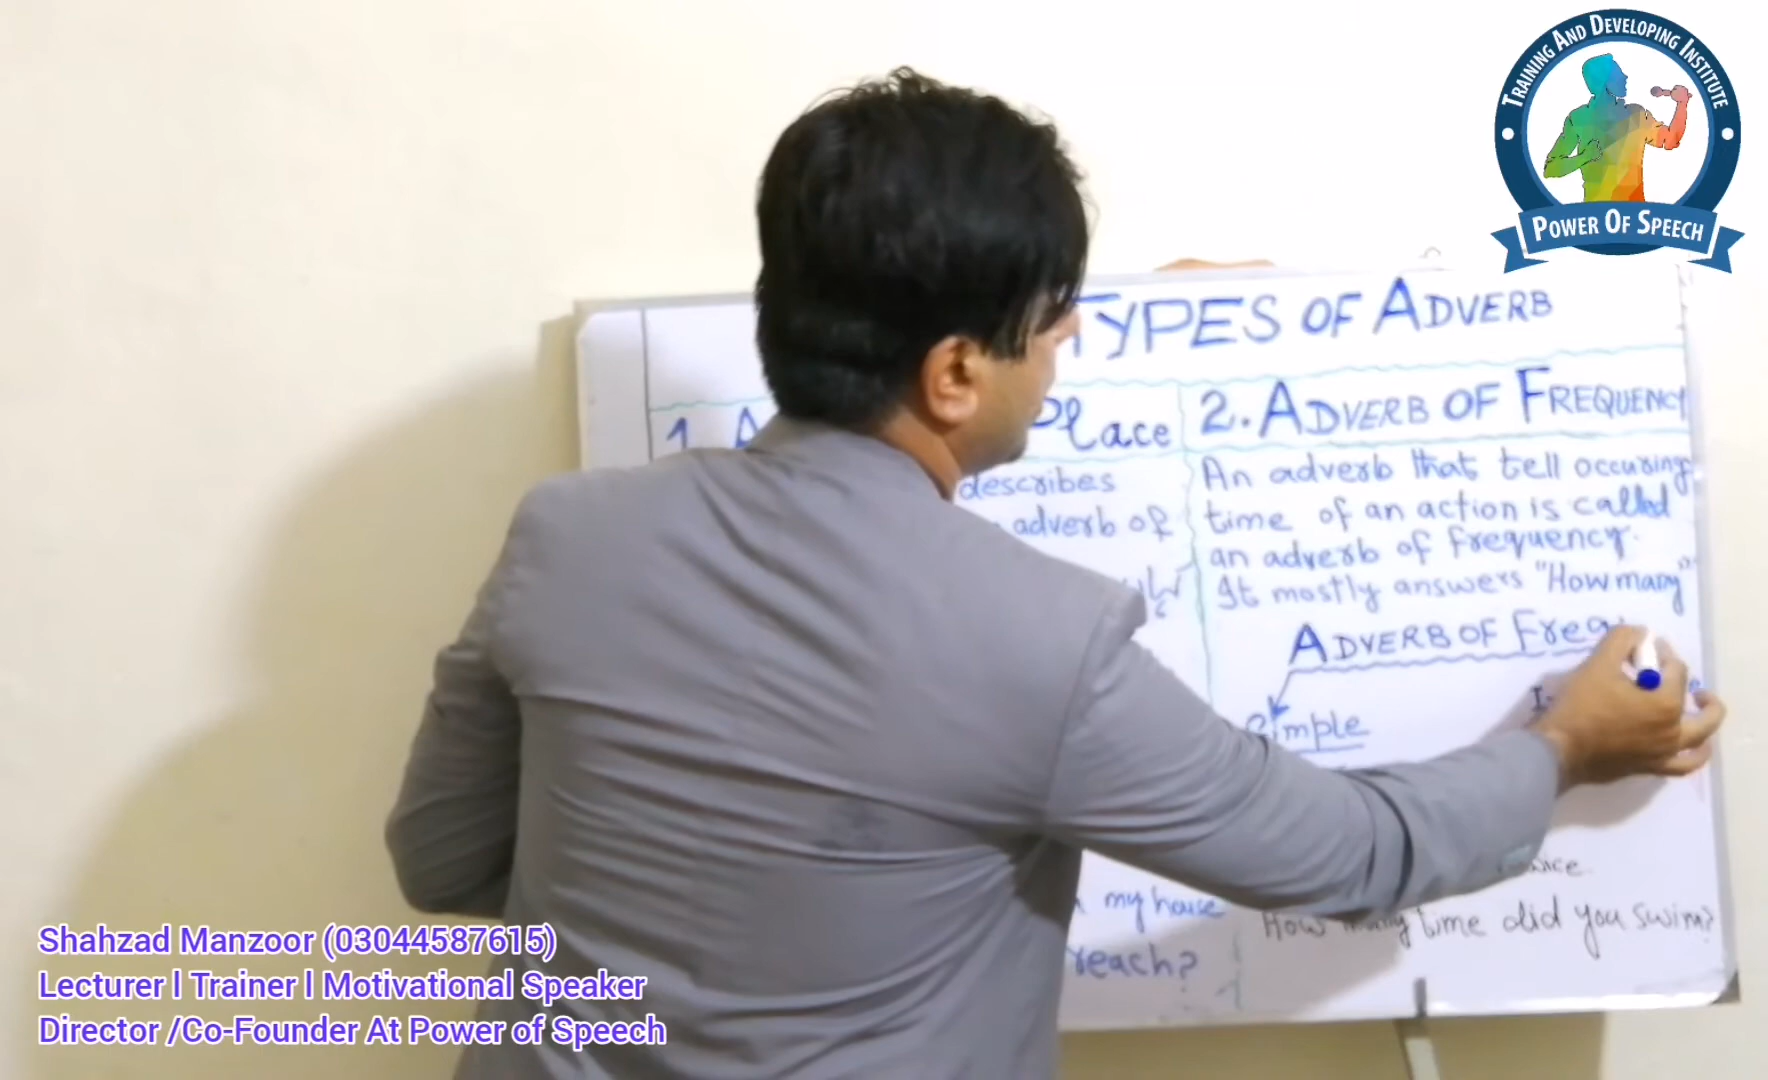 TRAINING AND DEVELOPING INSTITUTE
POWER OF SPEECH
TYPES OF ADVERB
1. A
Place
describes
adverb of
my house
reach?
2. ADVERB OF FREQUENCY
An adverb that tell occuring
time of an action is called
an adverb of frequency.
It mostly answers "How many"
ADVERB OF Freq
Simple
How many time did you swim?
Shahzad Manzoor (03044587615)
Lecturer l Trainer l Motivational Speaker
Director /Co-Founder At Power of Speech